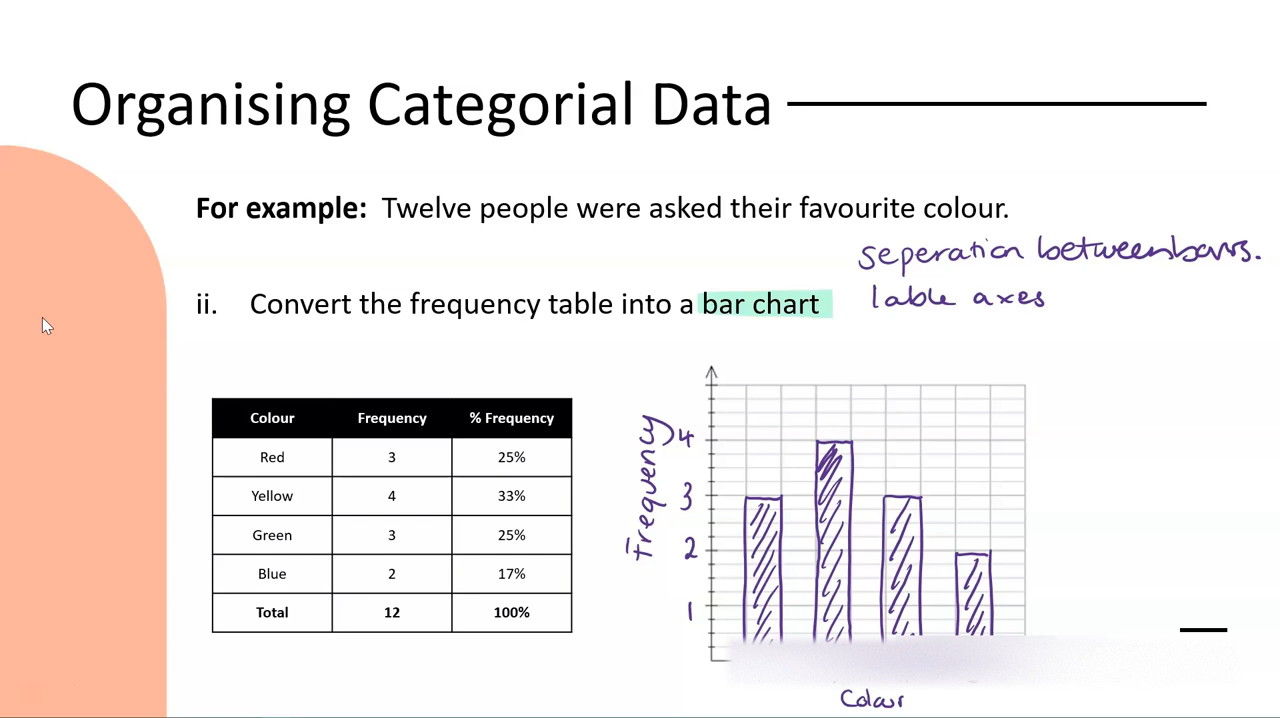 Organising Categorial Data
For example: Twelve people were asked their favourite colour.
seperation between bars.
ii. Convert the frequency table into a bar chart
lable axes
Colour Frequency % Frequency
Red 3 25%
Yellow 4 33%
Green 3 25%
Blue 2 17%
Total 12 100%
Frequency
4
3
2
1
Colour